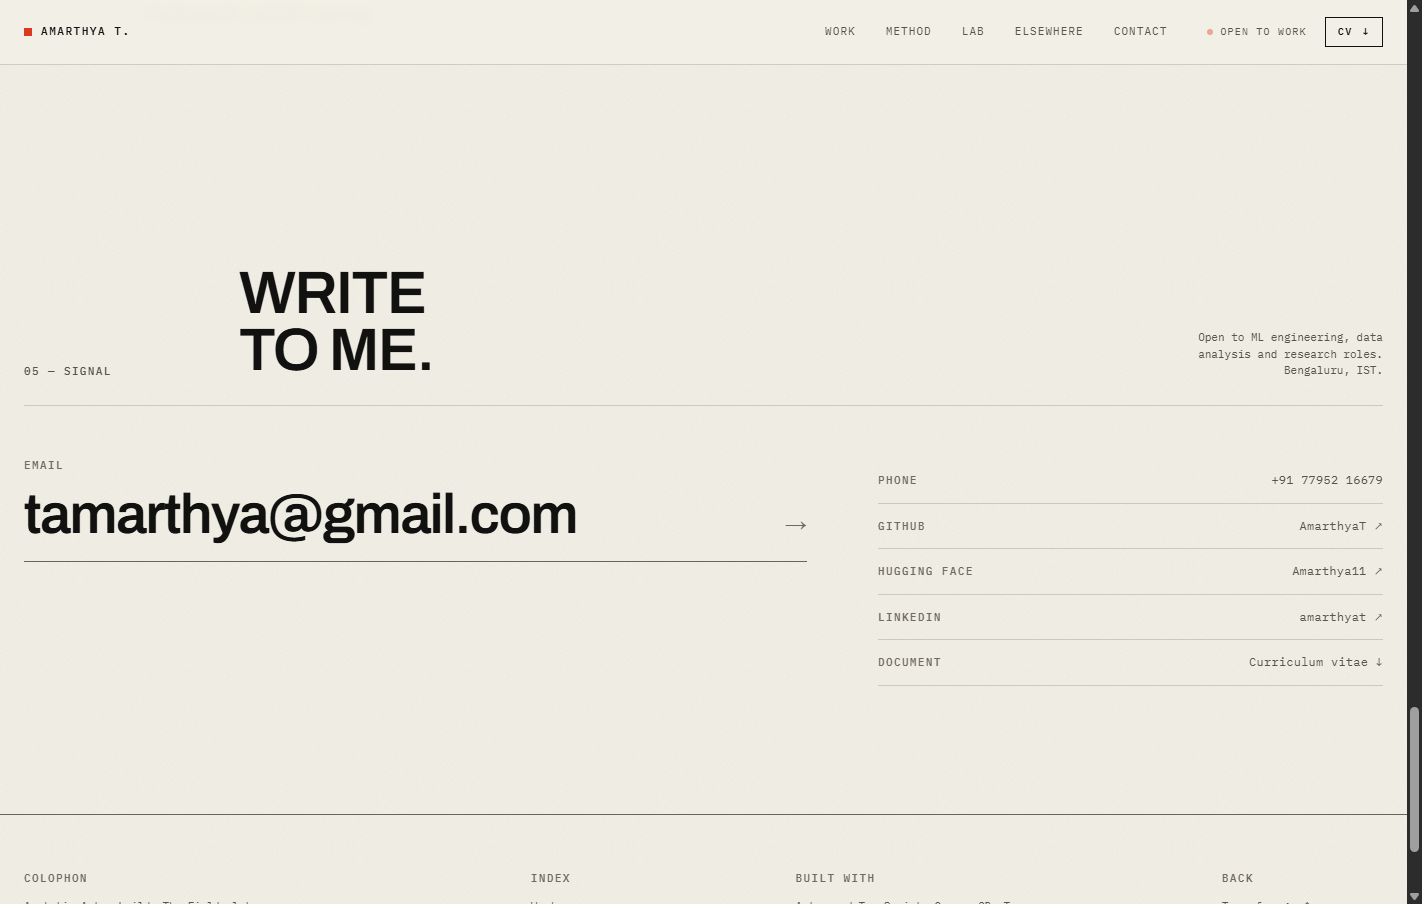 AMARTHYA T.
WORK METHOD LAB ELSEWHERE CONTACT OPEN TO WORK CV ↓
WRITE
TO ME.
05 — SIGNAL
Open to ML engineering, data
analysis and research roles.
Bengaluru, IST.
EMAIL
tamarthya@gmail.com →
PHONE +91 77952 16679
GITHUB AmarthyaT ↗
HUGGING FACE Amarthya11 ↗
LINKEDIN amarthyat ↗
DOCUMENT Curriculum vitae ↓
COLOPHON INDEX BUILT WITH BACK